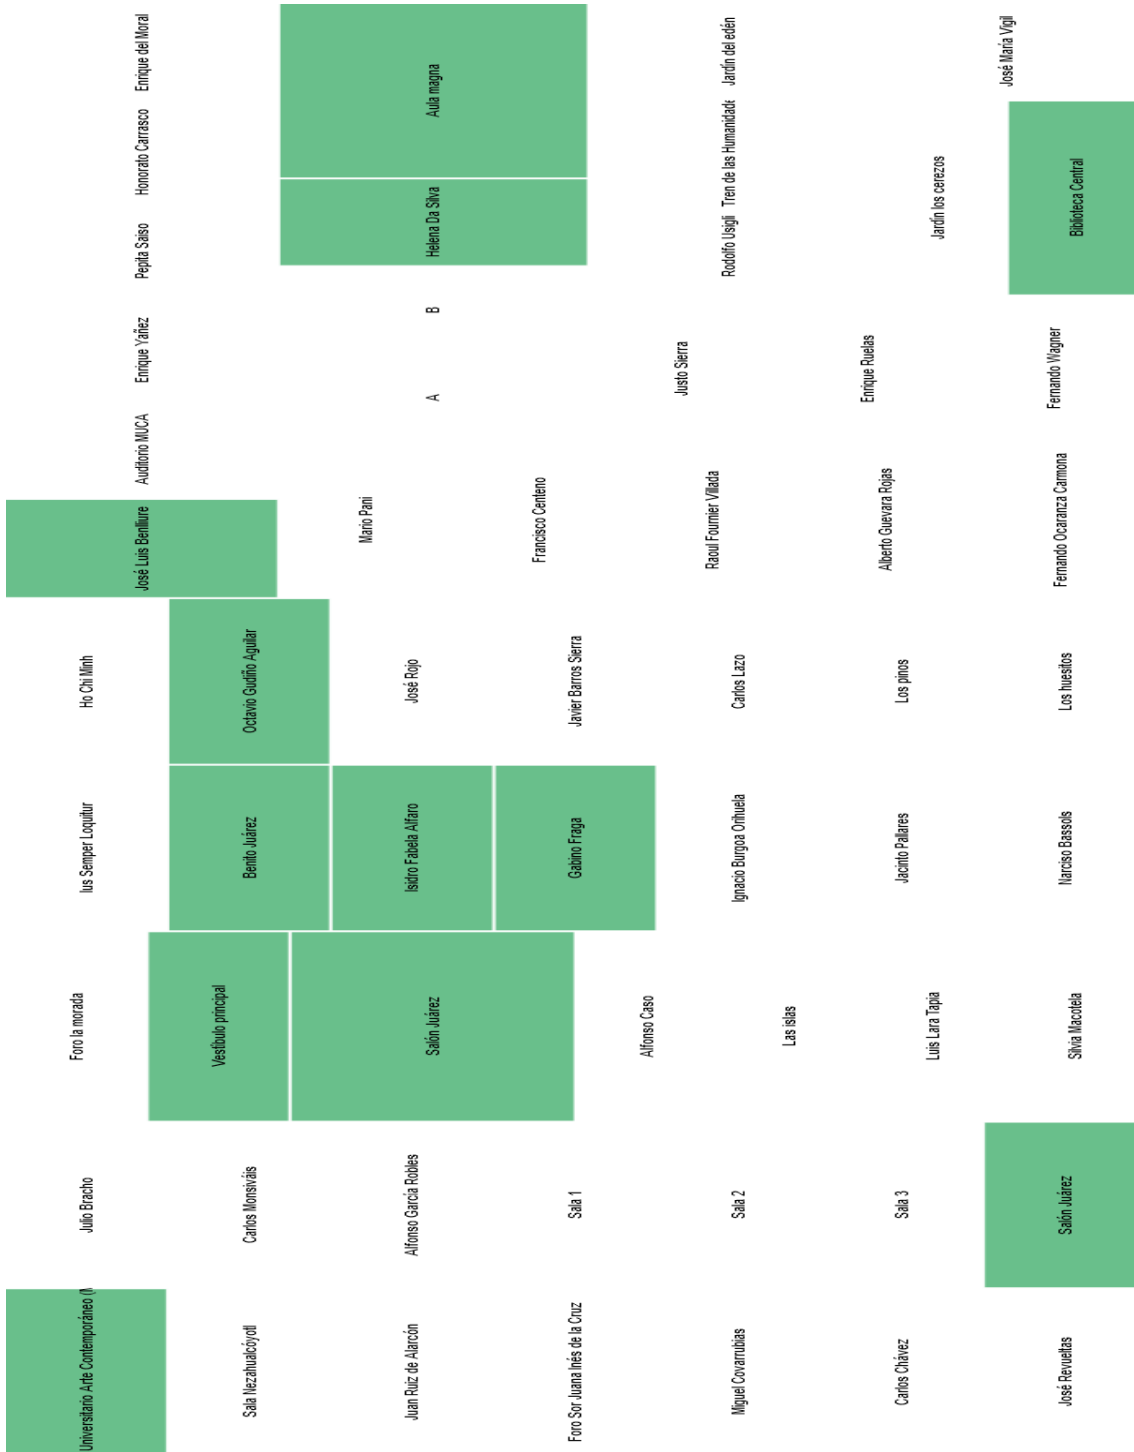 Universitario Arte Contemporáneo (
Julio Bracho
Foro la morada
Ius Semper Loquitur
Ho Chi Minh
José Luis Benlliure
Auditorio MUCA
Enrique Yáñez
Pepita Saiso
Honorato Carrasco
Enrique del Moral
Sala Nezahualcóyotl
Carlos Monsiváis
Vestíbulo principal
Benito Juárez
Octavio Gudiño Aguilar
Juan Ruiz de Alarcón
Alfonso García Robles
Salón Juárez
Isidro Fabela Alfaro
José Rojo
Mario Pani
A
B
Helena Da Silva
Aula magna
Foro Sor Juana Inés de la Cruz
Sala 1
Alfonso Caso
Gabino Fraga
Javier Barros Sierra
Francisco Centeno
Miguel Covarrubias
Sala 2
Las islas
Ignacio Burgoa Orihuela
Carlos Lazo
Raoul Fournier Villada
Justo Sierra
Rodolfo Usigli
Tren de las Humanidade
Jardín del edén
Carlos Chávez
Sala 3
Luis Lara Tapia
Jacinto Pallares
Los pinos
Alberto Guevara Rojas
Enrique Ruelas
Jardín los cerezos
José María Vigil
José Revueltas
Salón Juárez
Silvia Macotela
Narciso Bassols
Los huesitos
Fernando Ocaranza Carmona
Fernando Wagner
Biblioteca Central